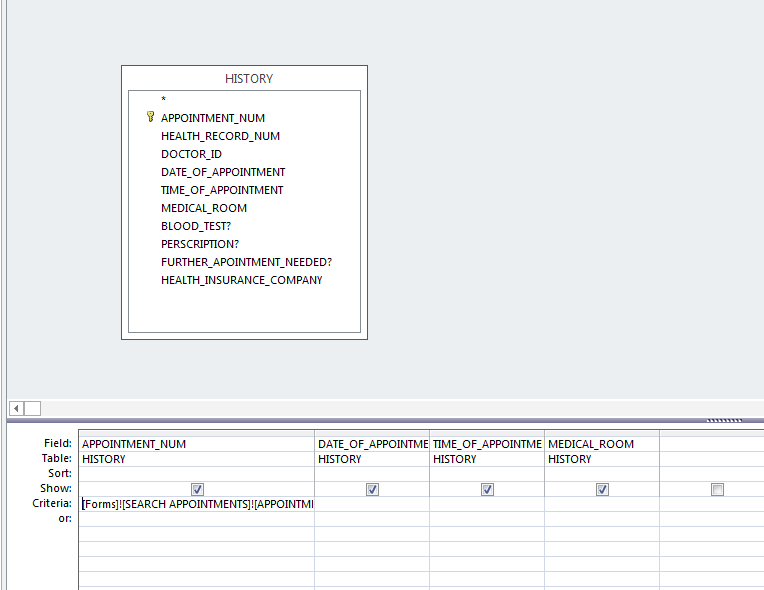 HISTORY
*
APPOINTMENT_NUM
HEALTH_RECORD_NUM
DOCTOR_ID
DATE_OF_APPOINTMENT
TIME_OF_APPOINTMENT
MEDICAL_ROOM
BLOOD_TEST?
PERSCRIPTION?
FURTHER_APOINTMENT_NEEDED?
HEALTH_INSURANCE_COMPANY
Field: APPOINTMENT_NUM DATE_OF_APPOINTME TIME_OF_APPOINTME MEDICAL_ROOM
Table: HISTORY HISTORY HISTORY HISTORY
Sort:
Show:
Criteria: [Forms]![SEARCH APPOINTMENTS]![APPOINTMI
or: